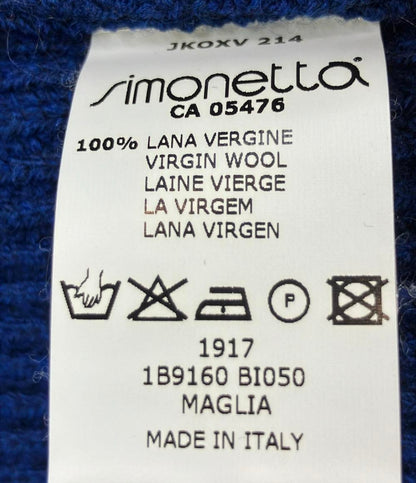 JKOXV 214
simonetta
CA 05476
100% LANA VERGINE
VIRGIN WOOL
LAINE VIERGE
LA VIRGEM
LANA VIRGEN
P
1917
1B9160 BI050
MAGLIA
MADE IN ITALY